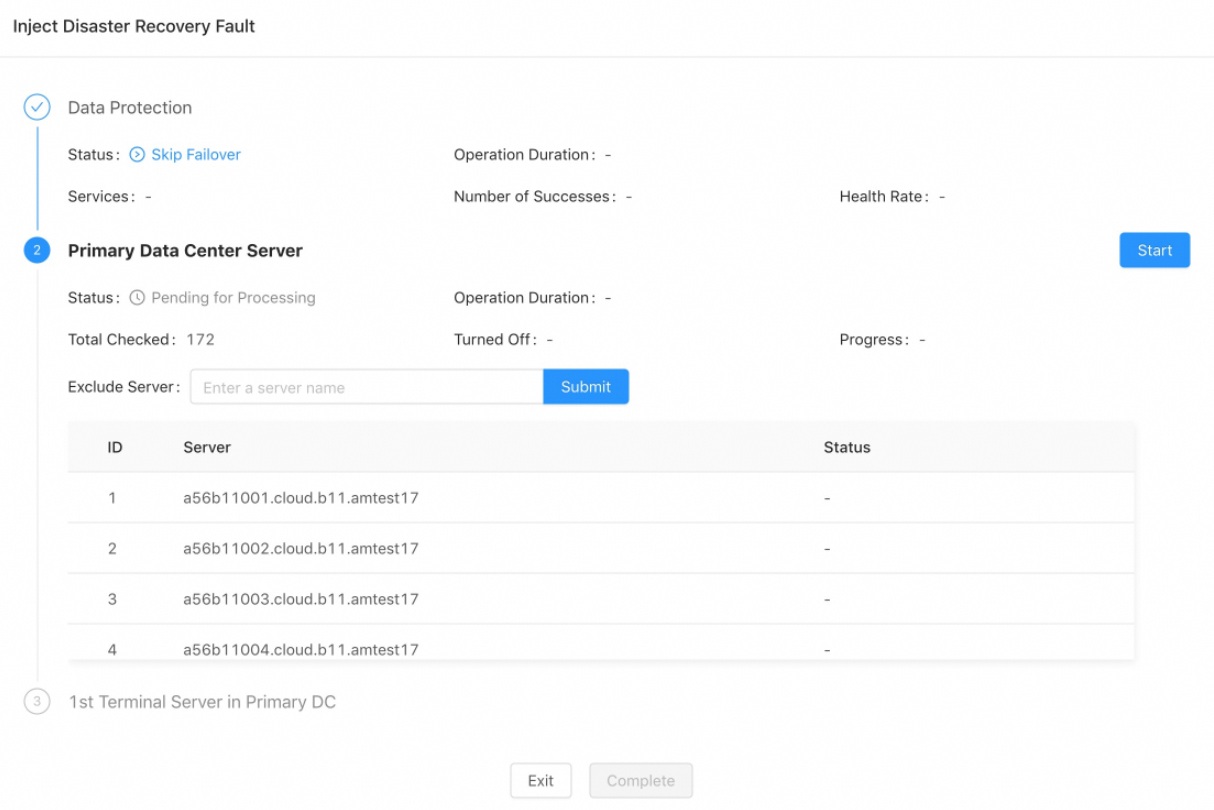 Inject Disaster Recovery Fault
Data Protection
Status: Skip Failover Operation Duration: -
Services: - Number of Successes: - Health Rate: -
2 Primary Data Center Server Start
Status: Pending for Processing Operation Duration: -
Total Checked: 172 Turned Off: - Progress: -
Exclude Server: Enter a server name Submit
ID Server Status
1 a56b11001.cloud.b11.amtest17 -
2 a56b11002.cloud.b11.amtest17 -
3 a56b11003.cloud.b11.amtest17 -
4 a56b11004.cloud.b11.amtest17 -
3 1st Terminal Server in Primary DC
Exit Complete